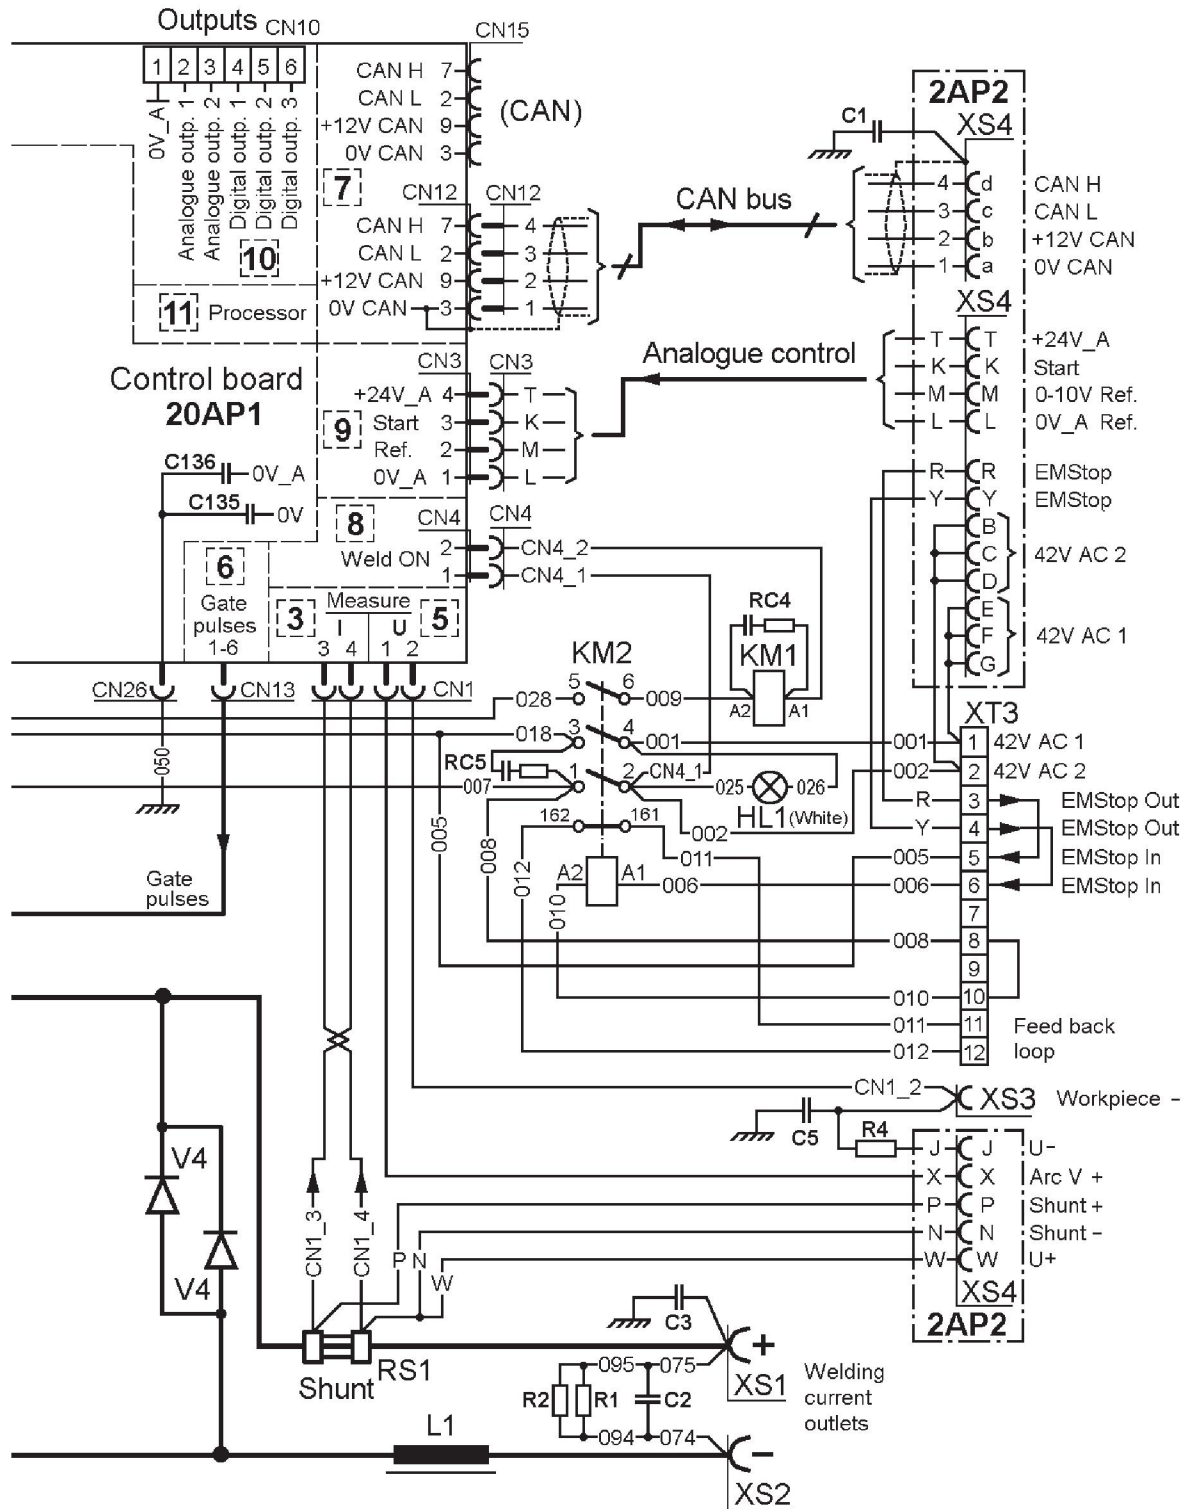 Outputs CN10
CN15
1 2 3 4 5 6
0V_A
Analogue outp. 1
Analogue outp. 2
Digital outp. 1
Digital outp. 2
Digital outp. 3
CAN H 7
CAN L 2
+12V CAN 9
0V CAN 3
(CAN)
7
10
11 Processor
CN12 CN12
CAN H 7 4
CAN L 2 3
+12V CAN 9 2
0V CAN 3 1
CAN bus
C1
2AP2
XS4
4 d CAN H
3 c CAN L
2 b +12V CAN
1 a 0V CAN
XS4
T T +24V_A
K K Start
M M 0-10V Ref.
L L 0V_A Ref.
R R EMStop
Y Y EMStop
B
C 42V AC 2
D
E
F 42V AC 1
G
Analogue control
Control board
20AP1
CN3 CN3
+24V_A 4 T
9 Start 3 K
Ref. 2 M
0V_A 1 L
C136 0V_A
C135 0V
8
CN4 CN4
Weld ON
2 CN4_2
1 CN4_1
6
Gate
pulses
1-6
3 Measure 5
I U
3 4 1 2
CN26 CN13 CN1
050
Gate
pulses
RC4
KM1
A2 A1
KM2
028 5 6 009
018 3 4 001
RC5
007 1 2 CN4_1
025 026
HL1 (White)
002
162 161
011
A2 A1
006
005
008
012
010
XT3
001 1 42V AC 1
002 2 42V AC 2
R 3 EMStop Out
Y 4 EMStop Out
005 5 EMStop In
006 6 EMStop In
7
008 8
9
010 10
011 11 Feed back
012 12 loop
CN1_2 XS3 Workpiece -
C5 R4
J J U-
X X Arc V +
P P Shunt +
N N Shunt -
W W U+
XS4
2AP2
V4
V4
CN1_3
CN1_4
P N W
C3
RS1
Shunt
+
XS1
Welding
current
outlets
095 075
R2 R1 C2
094 074
L1
-
XS2